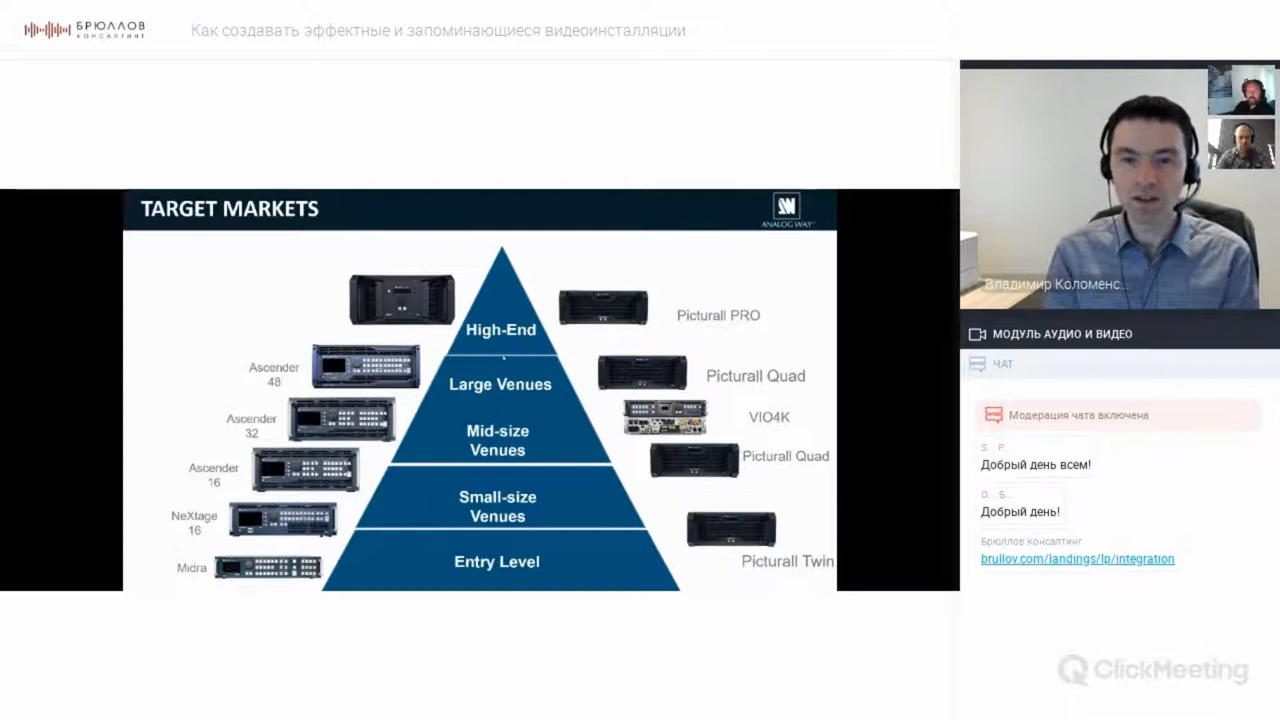 БРЮЛЛОВ
КОНСАЛТИНГ
Как создавать эффектные и запоминающиеся видеоинсталляции
TARGET MARKETS
ANALOG WAY
High-End
Large Venues
Mid-size
Venues
Small-size
Venues
Entry Level
Ascender
48
Ascender
32
Ascender
16
NeXtage
16
Midra
Picturall PRO
Picturall Quad
VIO4K
Picturall Quad
Picturall Twin
Владимир Коломенс...
МОДУЛЬ АУДИО И ВИДЕО
ЧАТ
Модерация чата включена
S... P...
Добрый день всем!
О... Б...
Добрый день!
Брюллов консалтинг
brullov.com/landings/lp/integration
ClickMeeting